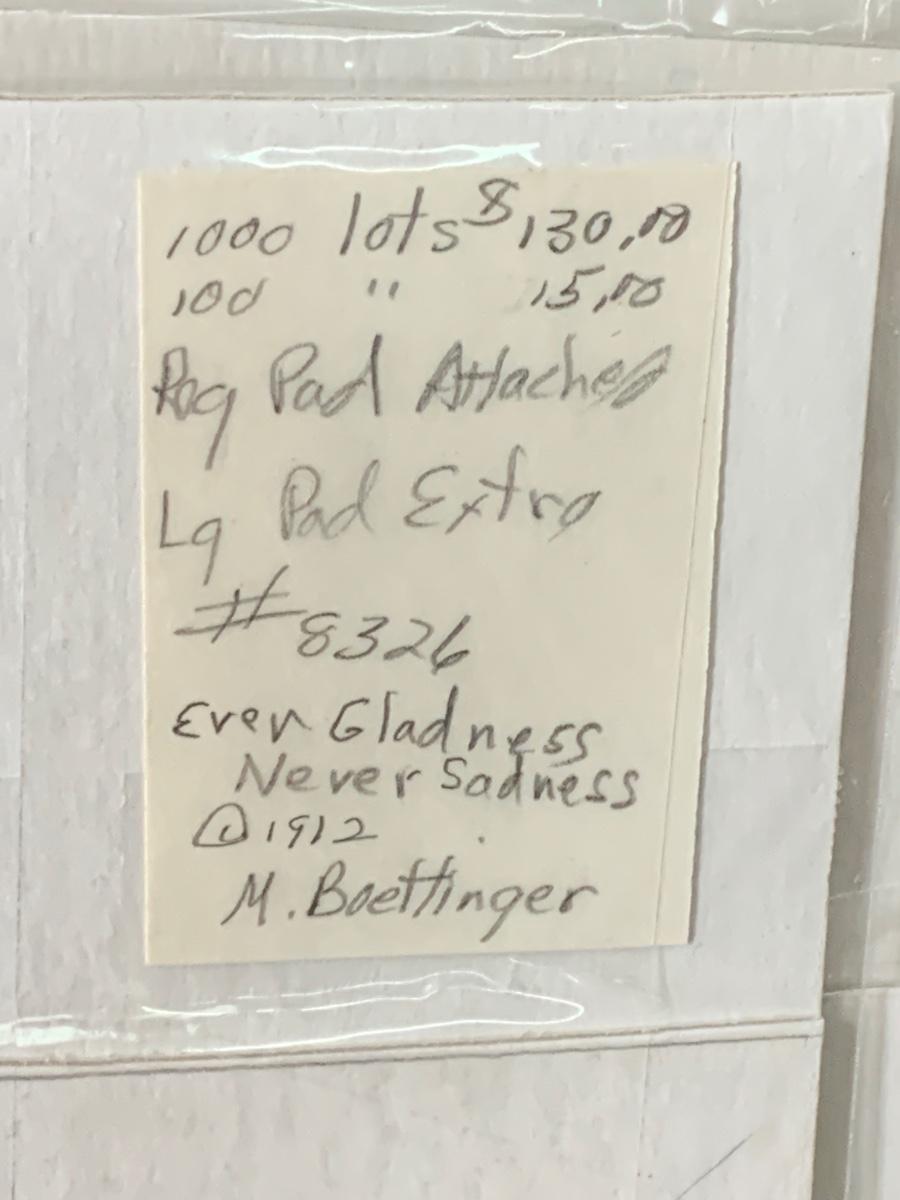 1000 lots $130.00
100 " 15.00
Reg Pad Attached
Lg Pad Extra
#8326
Ever Gladness
Never Sadness
© 1912
M. Boettinger